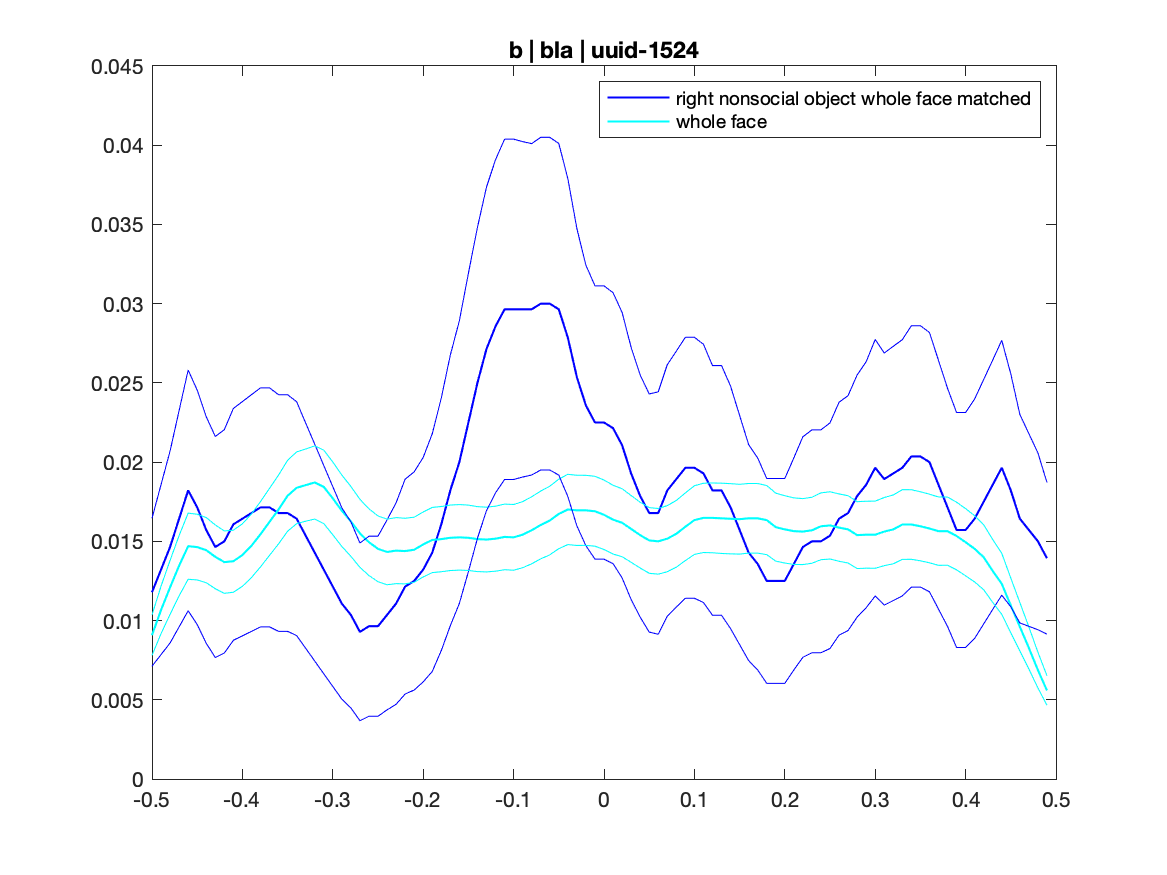 b | bla | uuid-1524
0.045
right nonsocial object whole face matched
whole face
0.04
0.035
0.03
0.025
0.02
0.015
0.01
0.005
0
-0.5 -0.4 -0.3 -0.2 -0.1 0 0.1 0.2 0.3 0.4 0.5